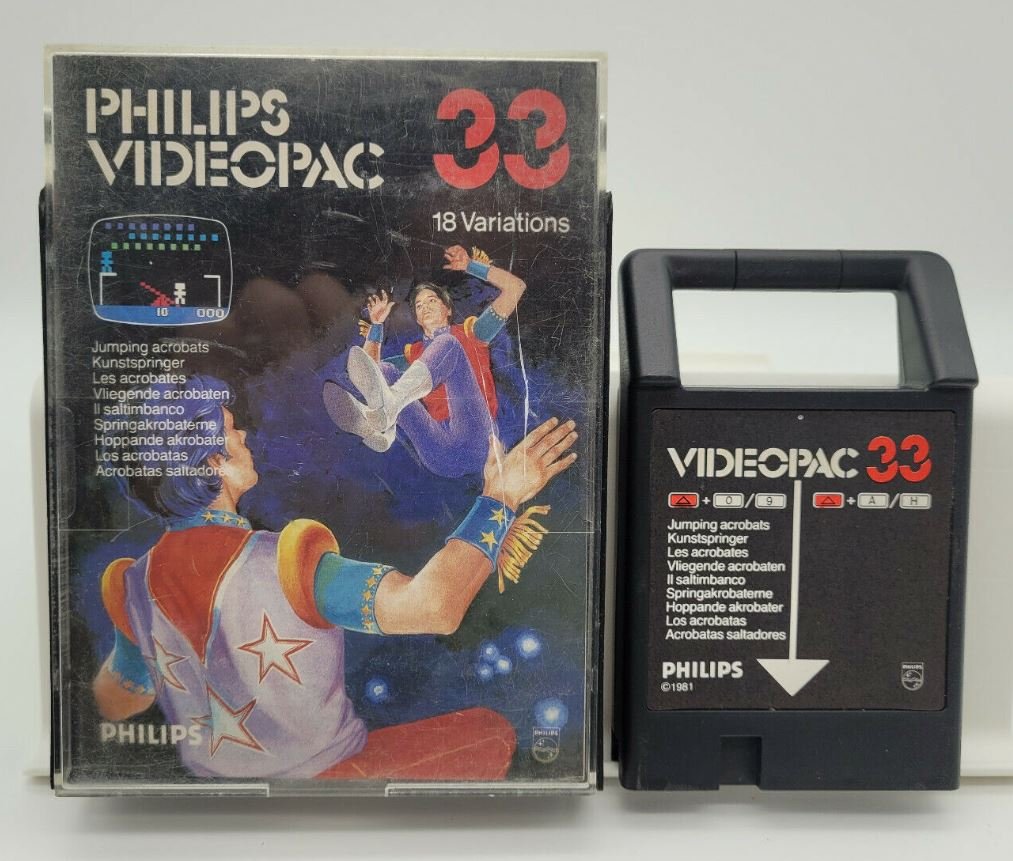 PHILIPS
VIDEOPAC
33
18 Variations
10 000
Jumping acrobats
Kunstspringer
Les acrobates
Vliegende acrobaten
Il saltimbanco
Springakrobaterne
Hoppande akrobater
Los acrobatas
Acrobatas saltadores
PHILIPS
PHILIPS
VIDEOPAC 33
+ 0 / 9 + A / H
Jumping acrobats
Kunstspringer
Les acrobates
Vliegende acrobaten
Il saltimbanco
Springakrobaterne
Hoppande akrobater
Los acrobatas
Acrobatas saltadores
PHILIPS
©1981
PHILIPS